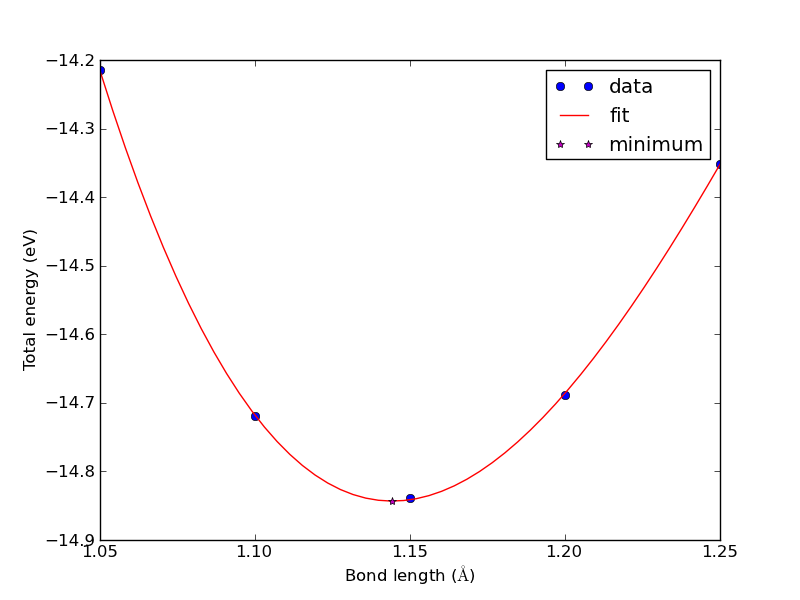 −14.2
−14.3
−14.4
−14.5
−14.6
−14.7
−14.8
−14.9
Total energy (eV)
1.05 1.10 1.15 1.20 1.25
Bond length (Å)
data
fit
minimum